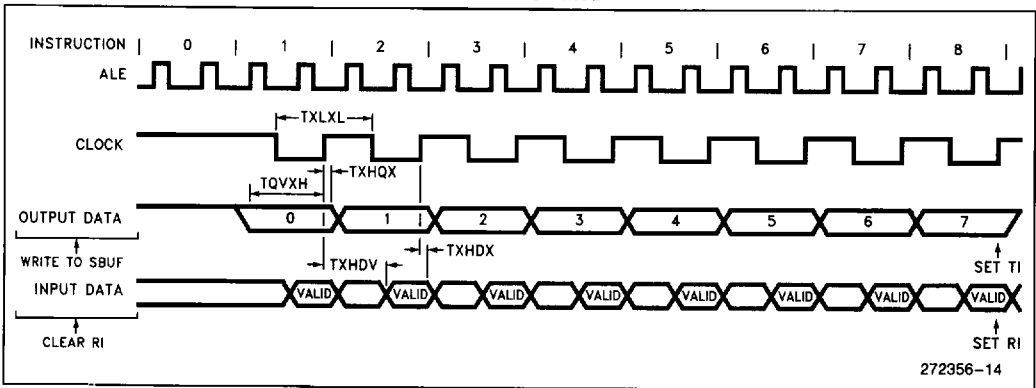 INSTRUCTION | 0 | 1 | 2 | 3 | 4 | 5 | 6 | 7 | 8 |
ALE
TXLXL
CLOCK
TXHQX
TQVXH
OUTPUT DATA 0 1 2 3 4 5 6 7
WRITE TO SBUF TXHDV TXHDX SET TI
INPUT DATA VALID VALID VALID VALID VALID VALID VALID VALID
CLEAR RI SET RI
272356-14